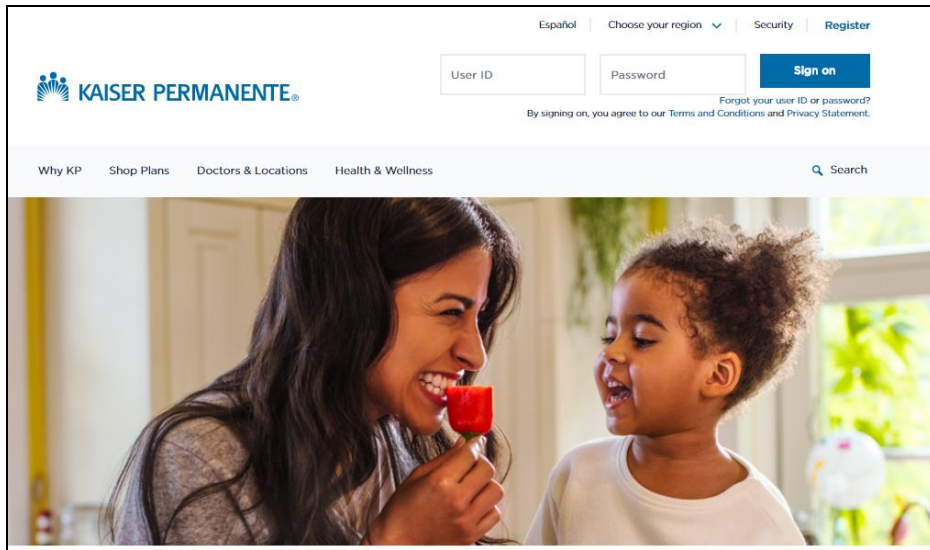 Español Choose your region Security Register
User ID Password Sign on
KAISER PERMANENTE®
Forgot your user ID or password?
By signing on, you agree to our Terms and Conditions and Privacy Statement.
Why KP Shop Plans Doctors & Locations Health & Wellness Search